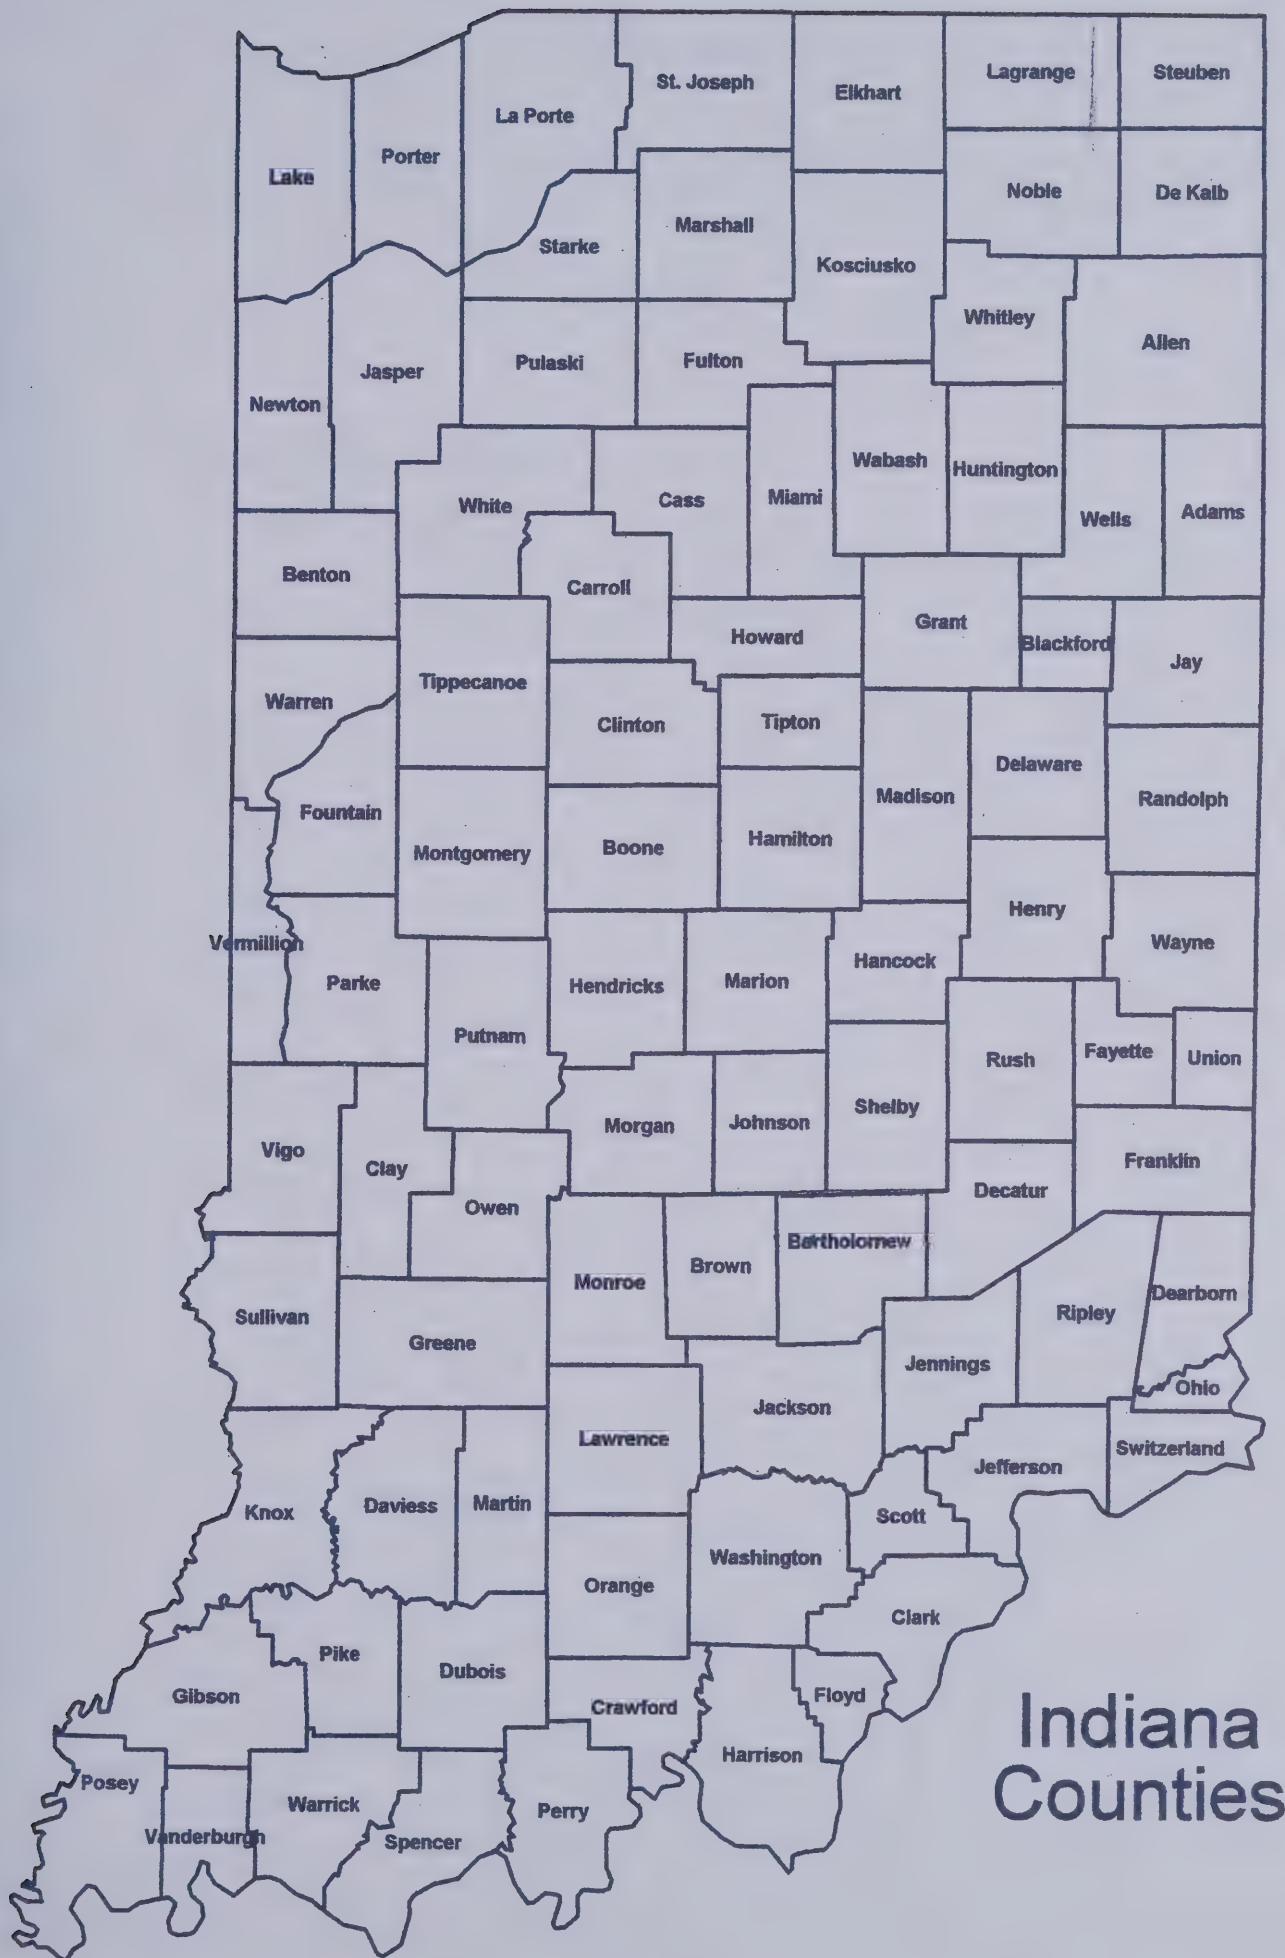 Lagrange
Steuben
St. Joseph
Elkhart
La Porte
Porter
Lake
Noble
De Kalb
Marshall
Starke
Kosciusko
Whitley
Allen
Pulaski
Fulton
Jasper
Newton
Wabash
Huntington
White
Cass
Miami
Wells
Adams
Benton
Carroll
Grant
Howard
Blackford
Jay
Tippecanoe
Warren
Clinton
Tipton
Delaware
Madison
Randolph
Fountain
Montgomery
Boone
Hamilton
Henry
Vermillion
Wayne
Parke
Hendricks
Marion
Hancock
Putnam
Rush
Fayette
Union
Shelby
Morgan
Johnson
Vigo
Clay
Franklin
Decatur
Owen
Bartholomew
Brown
Monroe
Dearborn
Ripley
Sullivan
Greene
Jennings
Ohio
Jackson
Lawrence
Switzerland
Jefferson
Knox
Daviess
Martin
Scott
Washington
Orange
Clark
Pike
Dubois
Gibson
Crawford
Floyd
Harrison
Posey
Warrick
Perry
Vanderburgh
Spencer
Indiana
Counties